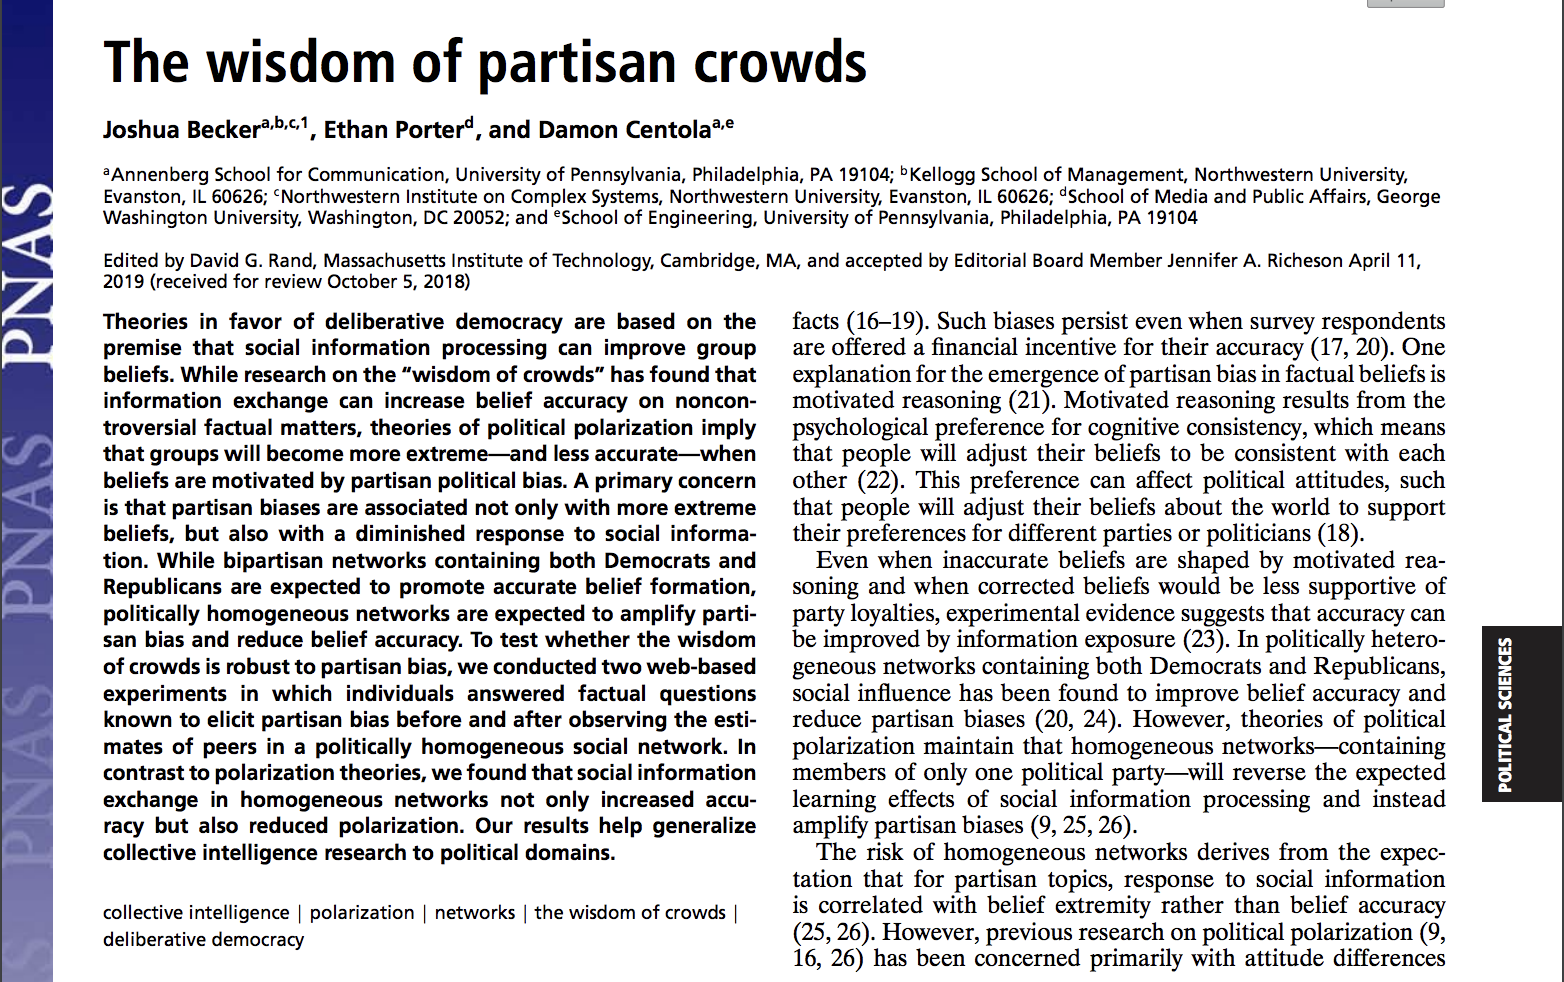 The wisdom of partisan crowds
Joshua Becker^a,b,c,1, Ethan Porter^d, and Damon Centola^a,e
^aAnnenberg School for Communication, University of Pennsylvania, Philadelphia, PA 19104; ^bKellogg School of Management, Northwestern University,
Evanston, IL 60626; ^cNorthwestern Institute on Complex Systems, Northwestern University, Evanston, IL 60626; ^dSchool of Media and Public Affairs, George
Washington University, Washington, DC 20052; and ^eSchool of Engineering, University of Pennsylvania, Philadelphia, PA 19104
Edited by David G. Rand, Massachusetts Institute of Technology, Cambridge, MA, and accepted by Editorial Board Member Jennifer A. Richeson April 11,
2019 (received for review October 5, 2018)
Theories in favor of deliberative democracy are based on the
premise that social information processing can improve group
beliefs. While research on the “wisdom of crowds” has found that
information exchange can increase belief accuracy on noncon-
troversial factual matters, theories of political polarization imply
that groups will become more extreme—and less accurate—when
beliefs are motivated by partisan political bias. A primary concern
is that partisan biases are associated not only with more extreme
beliefs, but also with a diminished response to social informa-
tion. While bipartisan networks containing both Democrats and
Republicans are expected to promote accurate belief formation,
politically homogeneous networks are expected to amplify parti-
san bias and reduce belief accuracy. To test whether the wisdom
of crowds is robust to partisan bias, we conducted two web-based
experiments in which individuals answered factual questions
known to elicit partisan bias before and after observing the esti-
mates of peers in a politically homogeneous social network. In
contrast to polarization theories, we found that social information
exchange in homogeneous networks not only increased accu-
racy but also reduced polarization. Our results help generalize
collective intelligence research to political domains.
collective intelligence | polarization | networks | the wisdom of crowds |
deliberative democracy
facts (16–19). Such biases persist even when survey respondents
are offered a financial incentive for their accuracy (17, 20). One
explanation for the emergence of partisan bias in factual beliefs is
motivated reasoning (21). Motivated reasoning results from the
psychological preference for cognitive consistency, which means
that people will adjust their beliefs to be consistent with each
other (22). This preference can affect political attitudes, such
that people will adjust their beliefs about the world to support
their preferences for different parties or politicians (18).
Even when inaccurate beliefs are shaped by motivated rea-
soning and when corrected beliefs would be less supportive of
party loyalties, experimental evidence suggests that accuracy can
be improved by information exposure (23). In politically hetero-
geneous networks containing both Democrats and Republicans,
social influence has been found to improve belief accuracy and
reduce partisan biases (20, 24). However, theories of political
polarization maintain that homogeneous networks—containing
members of only one political party—will reverse the expected
learning effects of social information processing and instead
amplify partisan biases (9, 25, 26).
The risk of homogeneous networks derives from the expec-
tation that for partisan topics, response to social information
is correlated with belief extremity rather than belief accuracy
(25, 26). However, previous research on political polarization (9,
16, 26) has been concerned primarily with attitude differences
POLITICAL SCIENCES
PNAS
PNAS
PNAS